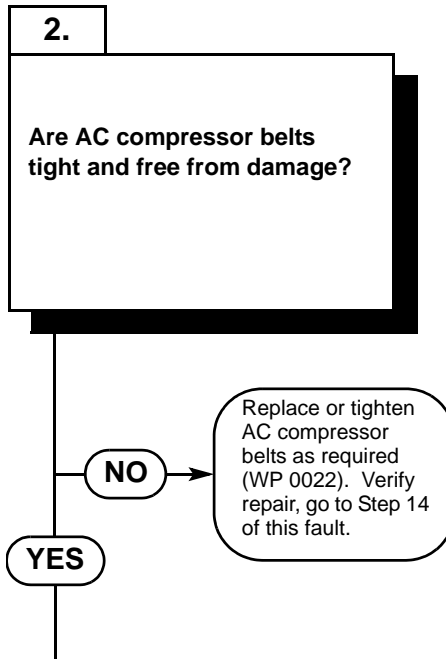 2.
Are AC compressor belts
tight and free from damage?
NO
Replace or tighten
AC compressor
belts as required
(WP 0022). Verify
repair, go to Step 14
of this fault.
YES